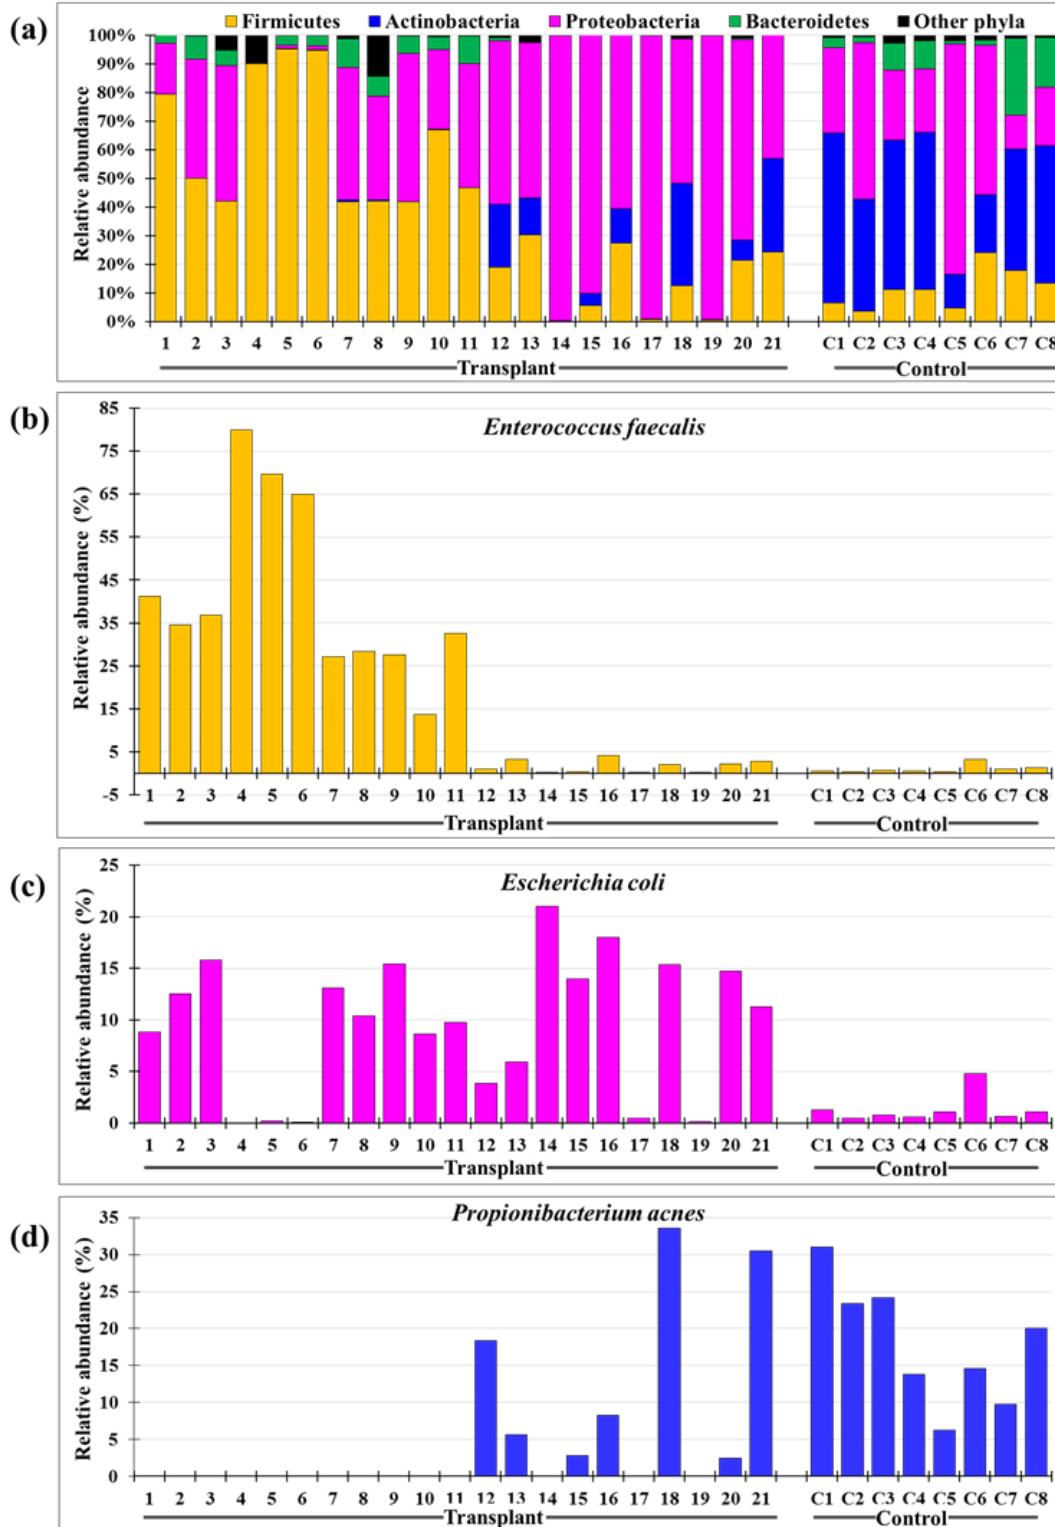 (a)
Firmicutes Actinobacteria Proteobacteria Bacteroidetes Other phyla
Relative abundance
100%
90%
80%
70%
60%
50%
40%
30%
20%
10%
0%
1 2 3 4 5 6 7 8 9 10 11 12 13 14 15 16 17 18 19 20 21 C1 C2 C3 C4 C5 C6 C7 C8
Transplant Control
(b)
Enterococcus faecalis
Relative abundance (%)
85
75
65
55
45
35
25
15
5
-5
1 2 3 4 5 6 7 8 9 10 11 12 13 14 15 16 17 18 19 20 21 C1 C2 C3 C4 C5 C6 C7 C8
Transplant Control
(c)
Escherichia coli
Relative abundance (%)
25
20
15
10
5
0
1 2 3 4 5 6 7 8 9 10 11 12 13 14 15 16 17 18 19 20 21 C1 C2 C3 C4 C5 C6 C7 C8
Transplant Control
(d)
Propionibacterium acnes
Relative abundance (%)
35
30
25
20
15
10
5
0
1 2 3 4 5 6 7 8 9 10 11 12 13 14 15 16 17 18 19 20 21 C1 C2 C3 C4 C5 C6 C7 C8
Transplant Control